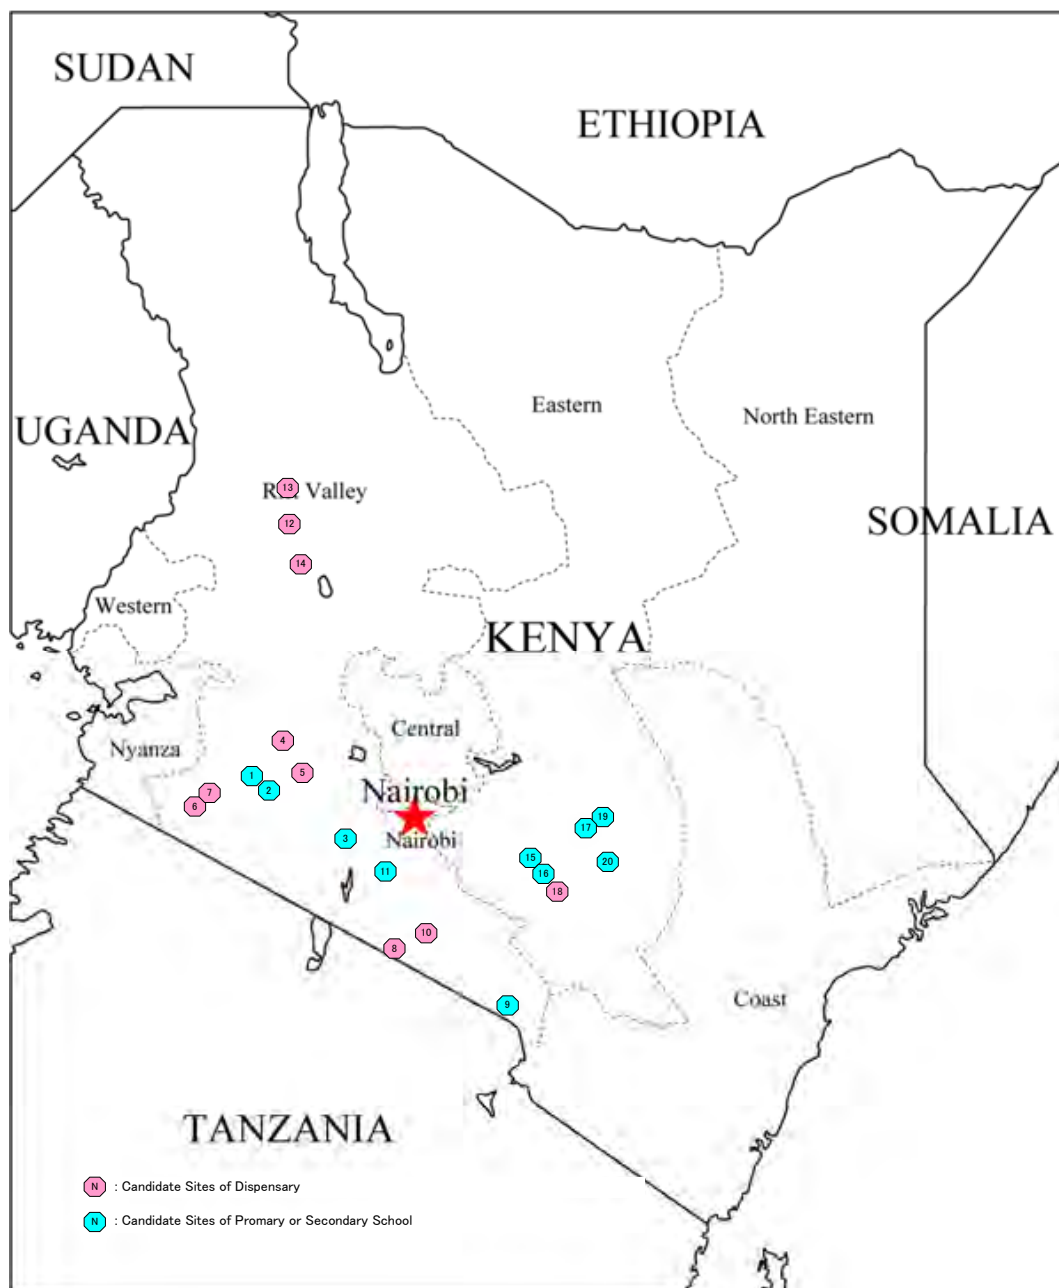 SUDAN
ETHIOPIA
Eastern
North Eastern
UGANDA
13
Rift Valley
12
SOMALIA
14
Western
KENYA
Central
4
Nyanza
5
1
2
Nairobi
7
6
19
17
3
Nairobi
15
20
11
16
18
10
8
Coast
9
TANZANIA
N : Candidate Sites of Dispensary
N : Candidate Sites of Promary or Secondary School